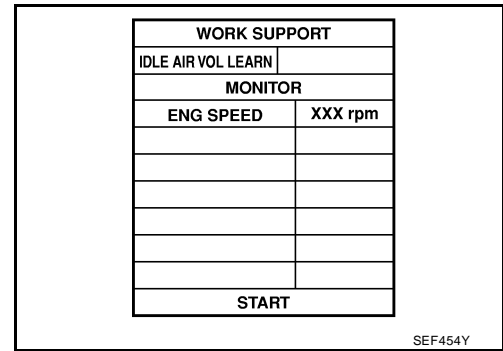 WORK SUPPORT
IDLE AIR VOL LEARN
MONITOR
ENG SPEED XXX rpm
START
SEF454Y